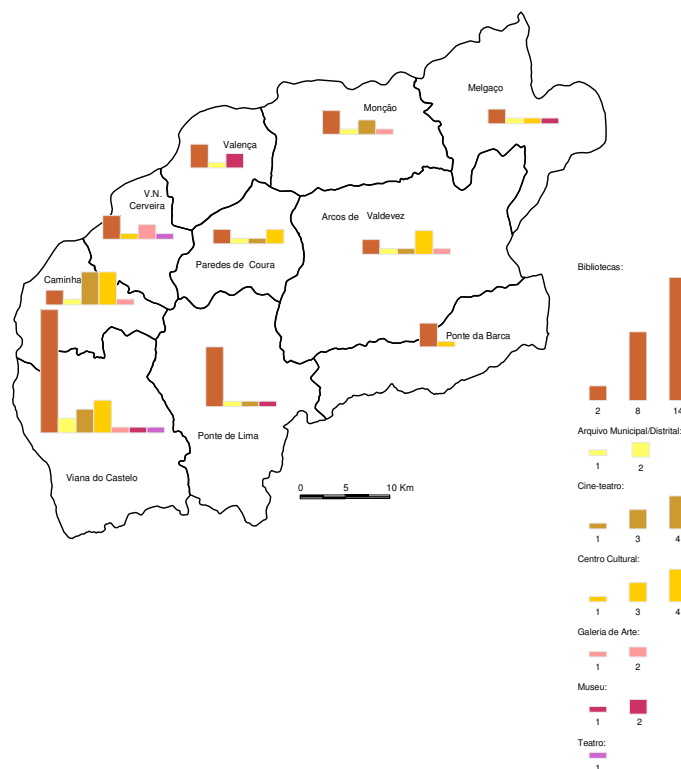 Melgaço
Monção
Valença
V.N.
Cerveira
Arcos de Valdevez
Paredes de Coura
Caminha
Ponte da Barca
Ponte de Lima
Viana do Castelo
0 5 10 Km
Bibliotecas:
2 8 14
Arquivo Municipal/Distrital:
1 2
Cine-teatro:
1 3 4
Centro Cultural:
1 3 4
Galeria de Arte:
1 2
Museu:
1 2
Teatro:
1